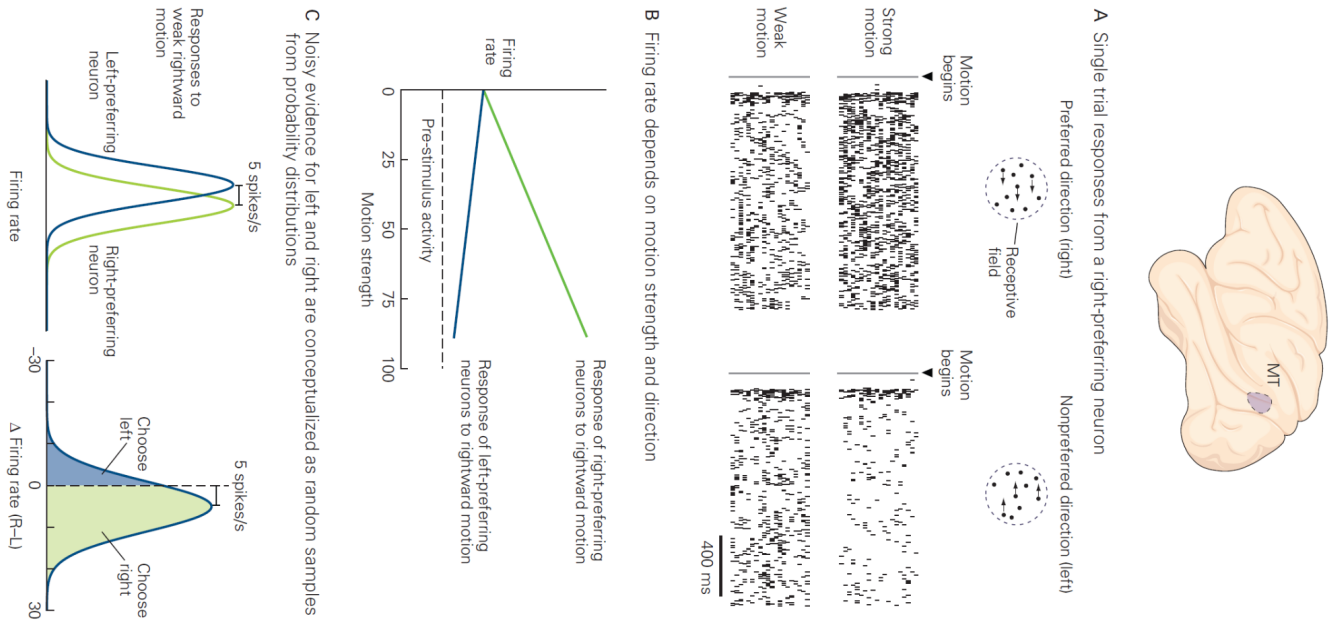 MT
A Single trial responses from a right-preferring neuron
Preferred direction (right)
Nonpreferred direction (left)
Receptive
field
Motion
begins
Motion
begins
Strong
motion
Weak
motion
400 ms
B Firing rate depends on motion strength and direction
Firing
rate
Response of right-preferring
neurons to rightward motion
Response of left-preferring
neurons to rightward motion
Pre-stimulus activity
0
25
50
75
100
Motion strength
C Noisy evidence for left and right are conceptualized as random samples
from probability distributions
Responses to
weak rightward
motion
5 spikes/s
Left-preferring
neuron
Right-preferring
neuron
Firing rate
5 spikes/s
Choose
left
Choose
right
–30
0
30
Δ Firing rate (R–L)